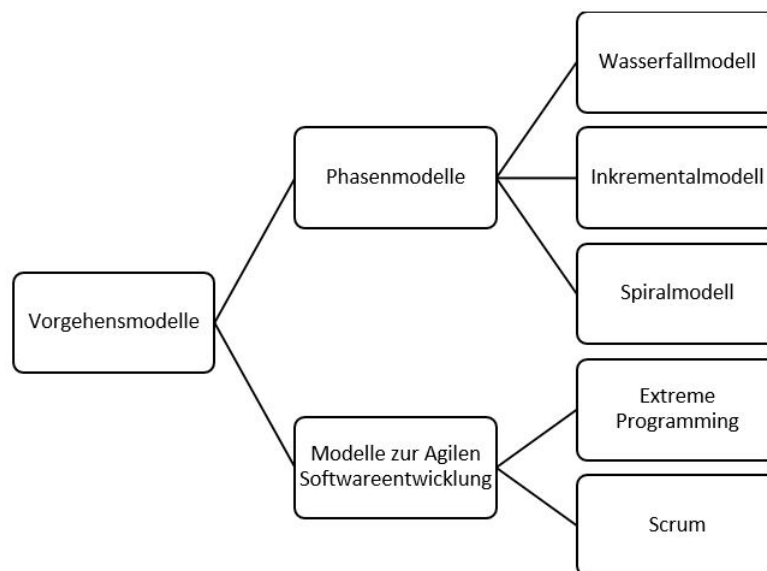 Wasserfallmodell
Phasenmodelle
Inkrementalmodell
Spiralmodell
Vorgehensmodelle
Extreme
Programming
Modelle zur Agilen
Softwareentwicklung
Scrum